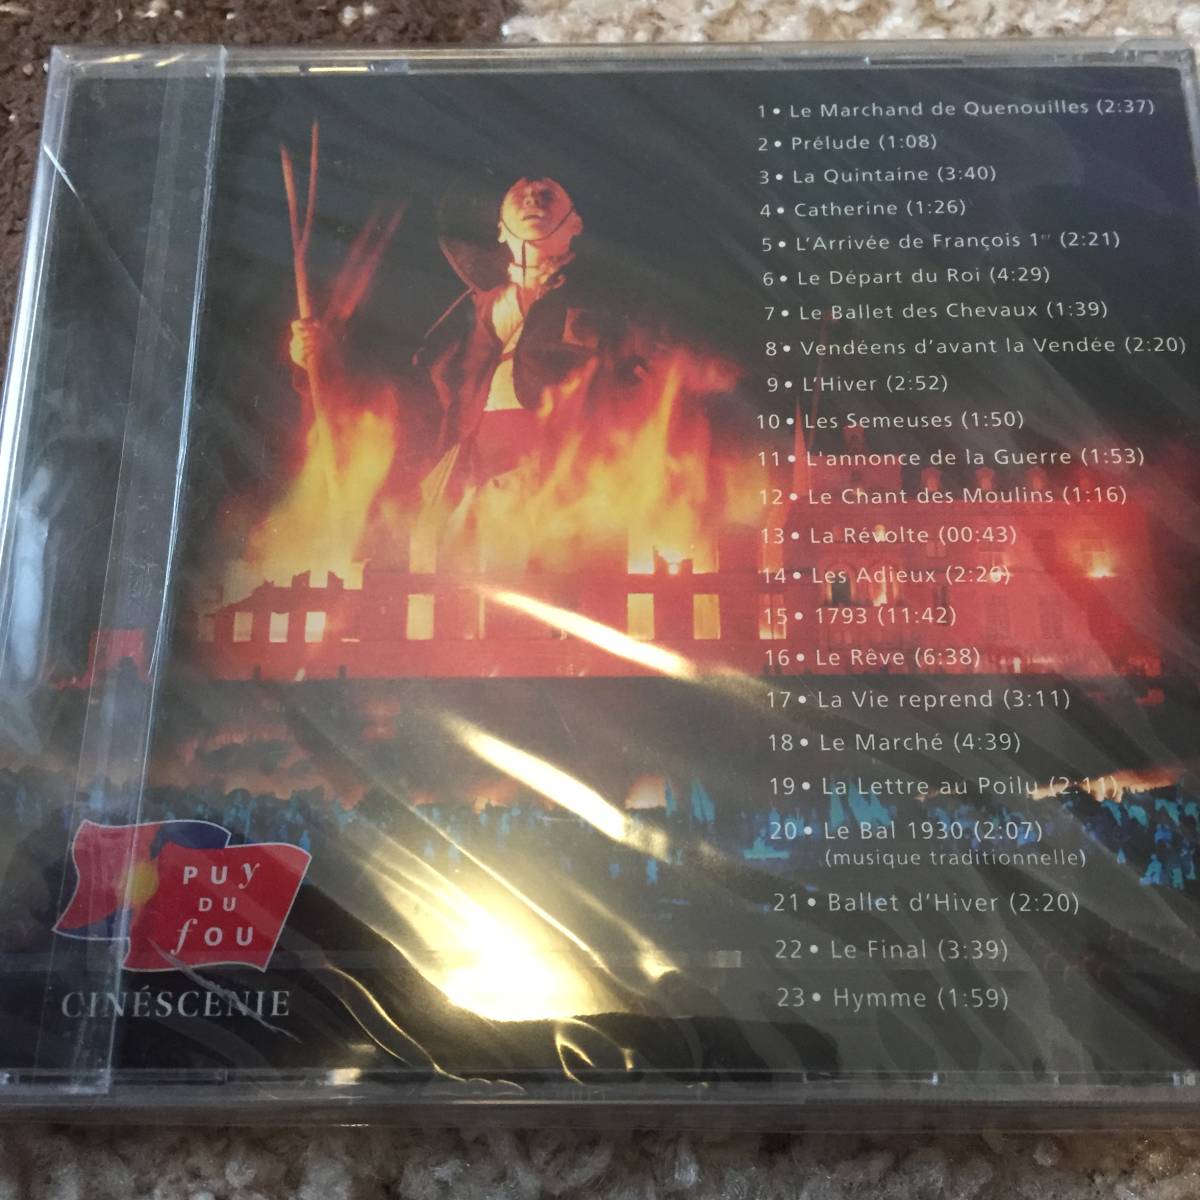 1• Le Marchand de Quenouilles (2:37)
2• Prélude (1:08)
3• La Quintaine (3:40)
4• Catherine (1:26)
5• L'Arrivée de François 1er (2:21)
6• Le Départ du Roi (4:29)
7• Le Ballet des Chevaux (1:39)
8• Vendéens d'avant la Vendée (2:20)
9• L'Hiver (2:52)
10• Les Semeuses (1:50)
11• L'annonce de la Guerre (1:53)
12• Le Chant des Moulins (1:16)
13• La Révolte (00:43)
14• Les Adieux (2:26)
15• 1793 (11:42)
16• Le Rêve (6:38)
17• La Vie reprend (3:11)
18• Le Marché (4:39)
19• La Lettre au Poilu (2:11)
20• Le Bal 1930 (2:07)
(musique traditionnelle)
21• Ballet d'Hiver (2:20)
22• Le Final (3:39)
23• Hymme (1:59)
PUy
DU
fOU
CINÉSCÉNIE